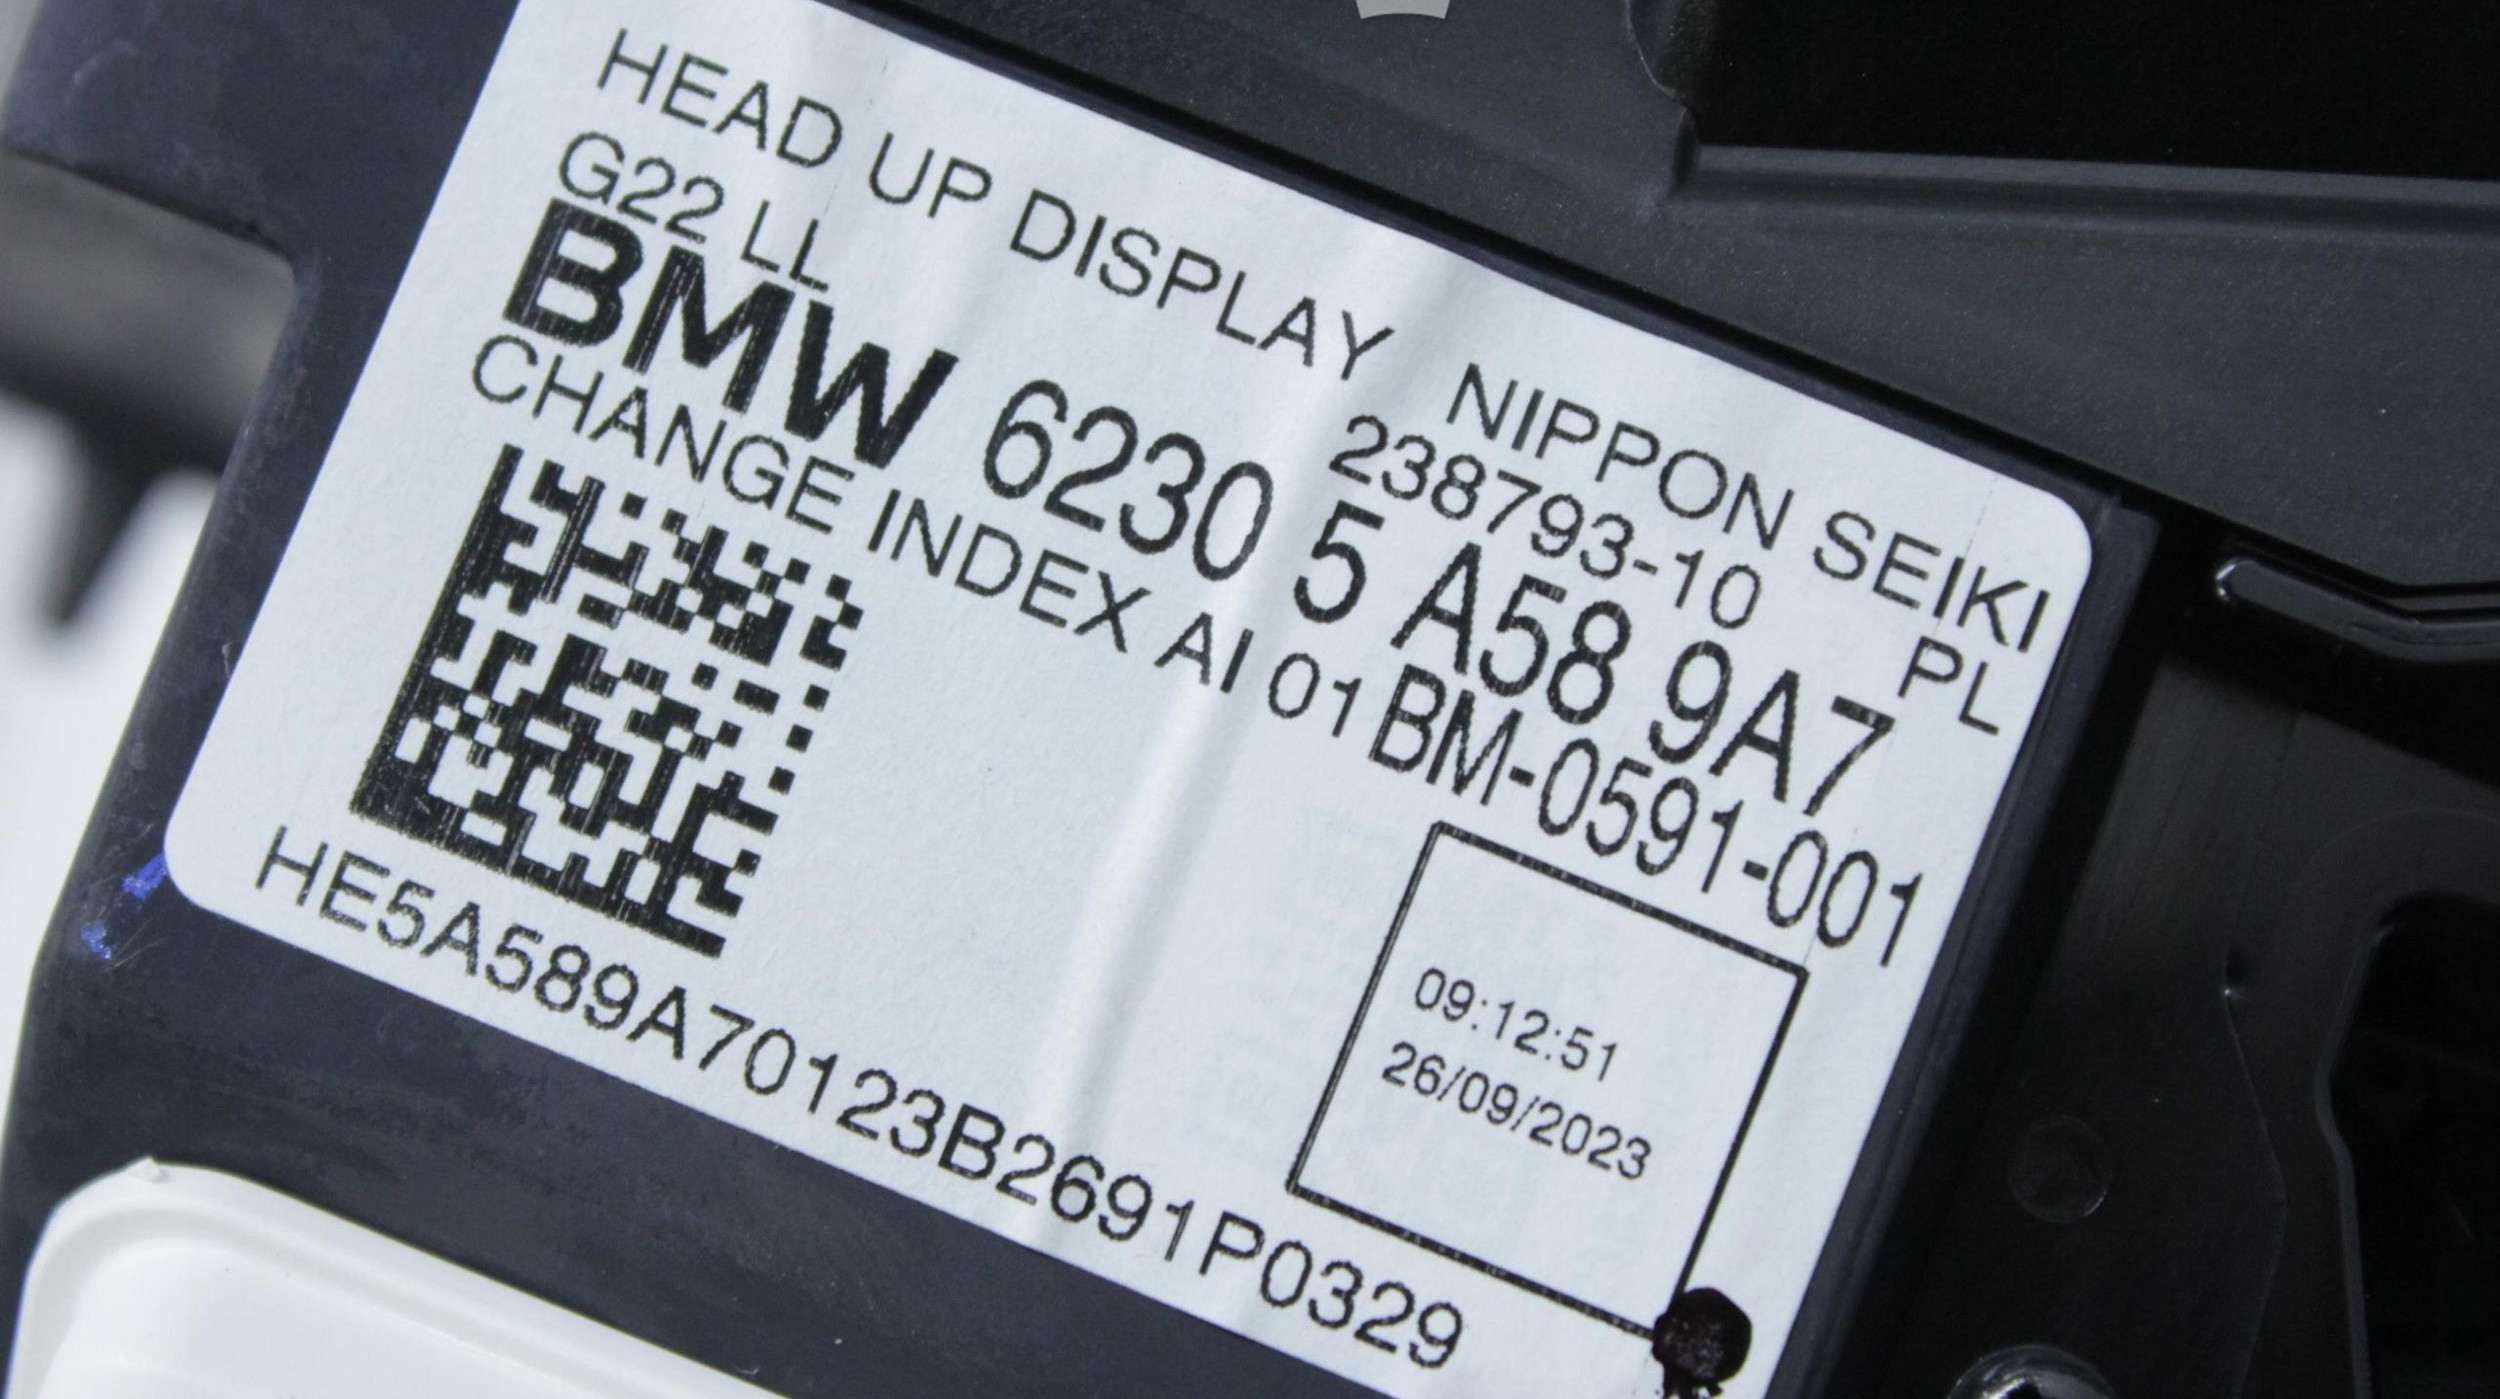 HEAD UP DISPLAY NIPPON SEIKI
G22 LL 238793-10 PL
BMW 6230 5 A58 9A7
CHANGE INDEX AI 01 BM-0591-001
09:12:51
26/09/2023
HE5A589A70123B2691P0329